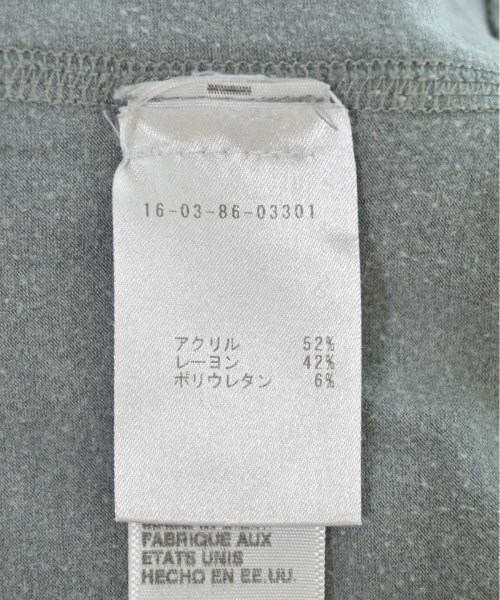 16-03-86-03301
アクリル 52%
レーヨン 42%
ポリウレタン 6%
FABRIQUE AUX
ETATS UNIS
HECHO EN EE.UU.